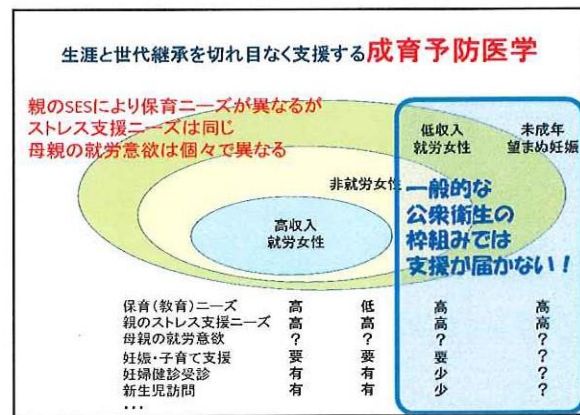 生涯と世代継承を切れ目なく支援する成育予防医学
親のSESにより保育ニーズが異なるが
ストレス支援ニーズは同じ
母親の就労意欲は個々で異なる
低収入
就労女性
未成年
望まぬ妊娠
非就労女性
高収入
就労女性
一般的な
公衆衛生の
枠組みでは
支援が届かない!
保育(教育)ニーズ 高 低 高 高
親のストレス支援ニーズ 高 高 高 高
母親の就労意欲 ? ? ? ?
妊娠・子育て支援 要 要 要 ?
妊婦健診受診 有 有 少 ?
新生児訪問 有 有 少 ?
…